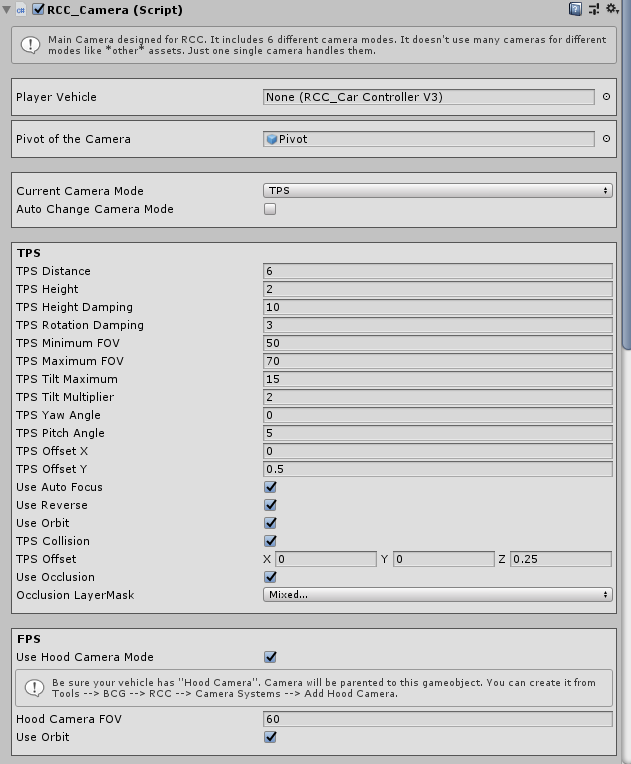 RCC_Camera (Script)
Main Camera designed for RCC. It includes 6 different camera modes. It doesn't use many cameras for different
modes like *other* assets. Just one single camera handles them.
Player Vehicle None (RCC_Car Controller V3)
Pivot of the Camera Pivot
Current Camera Mode TPS
Auto Change Camera Mode
TPS
TPS Distance 6
TPS Height 2
TPS Height Damping 10
TPS Rotation Damping 3
TPS Minimum FOV 50
TPS Maximum FOV 70
TPS Tilt Maximum 15
TPS Tilt Multiplier 2
TPS Yaw Angle 0
TPS Pitch Angle 5
TPS Offset X 0
TPS Offset Y 0.5
Use Auto Focus
Use Reverse
Use Orbit
TPS Collision
TPS Offset X 0 Y 0 Z 0.25
Use Occlusion
Occlusion LayerMask Mixed...
FPS
Use Hood Camera Mode
Be sure your vehicle has "Hood Camera". Camera will be parented to this gameobject. You can create it from
Tools --> BCG --> RCC --> Camera Systems --> Add Hood Camera.
Hood Camera FOV 60
Use Orbit